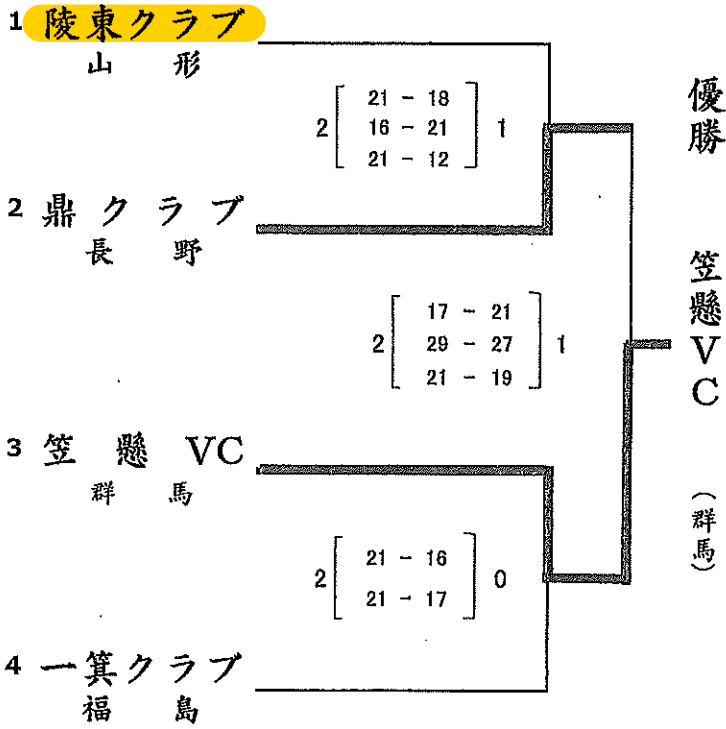 1 陵東クラブ
山 形
2 [ 21 - 18
16 - 21
21 - 12 ] 1
2 鼎クラブ
長 野
2 [ 17 - 21
29 - 27
21 - 19 ] 1
3 笠懸 VC
群 馬
2 [ 21 - 16
21 - 17 ] 0
4 一箕クラブ
福 島
優勝
笠懸VC
（群馬）